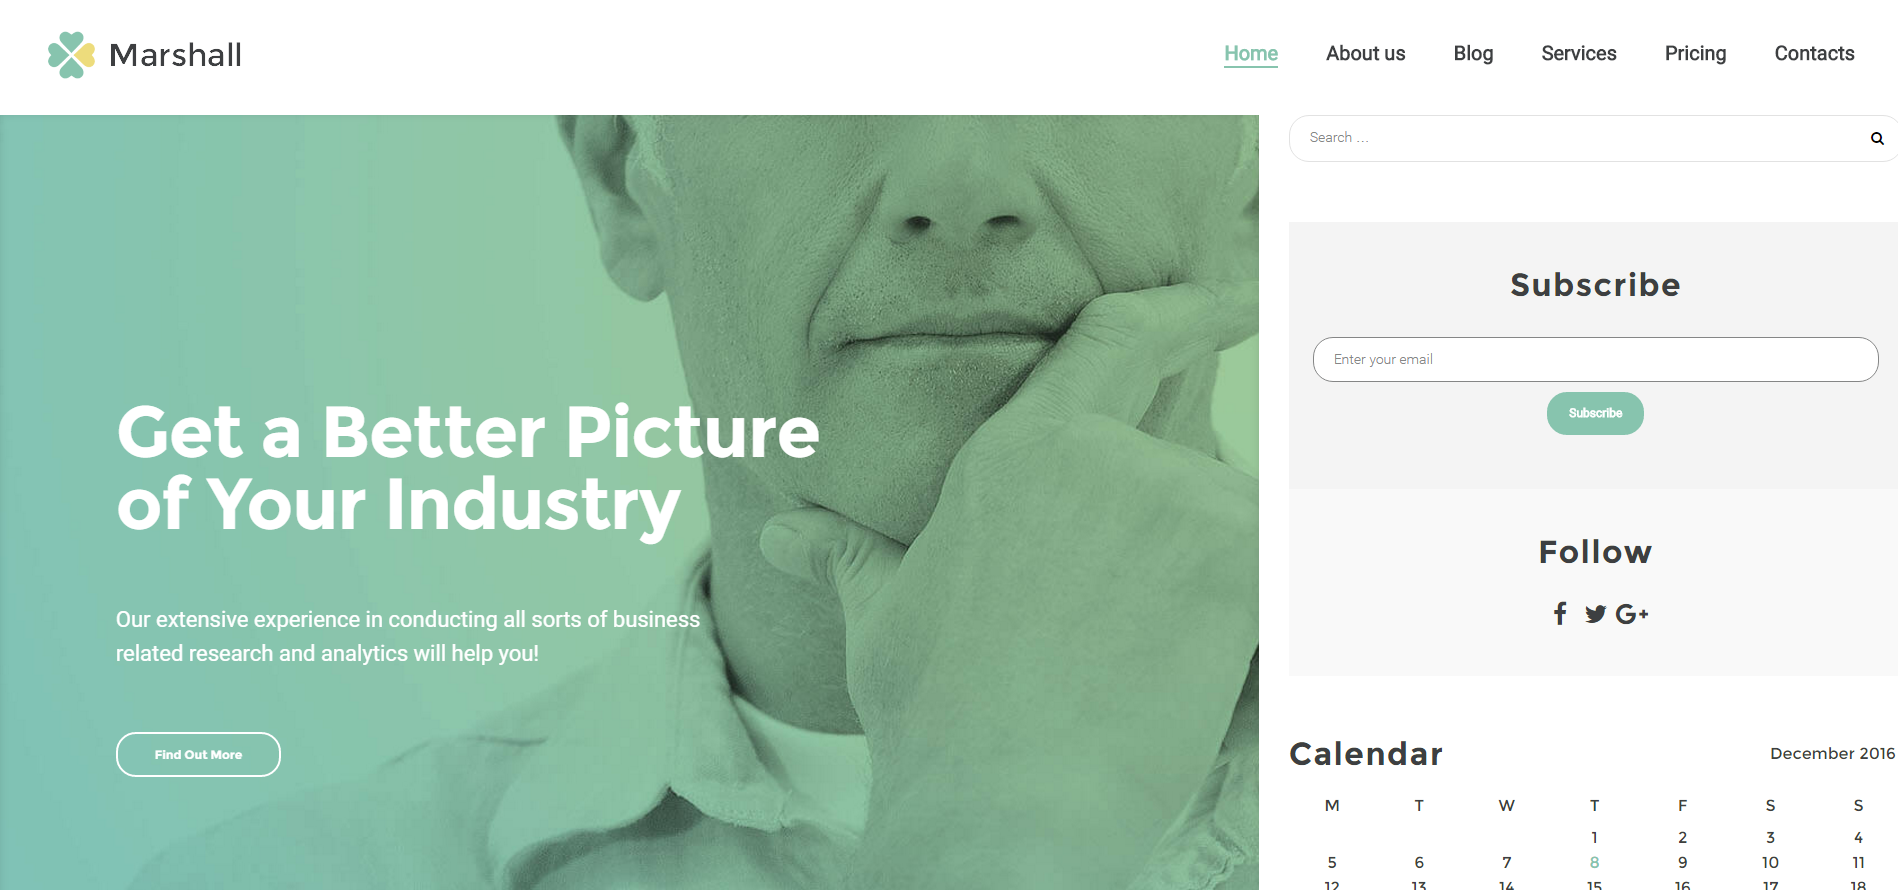 Marshall
Home About us Blog Services Pricing Contacts
Search ...
Get a Better Picture
of Your Industry
Our extensive experience in conducting all sorts of business
related research and analytics will help you!
Find Out More
Subscribe
Enter your email
Subscribe
Follow
G+
Calendar December 2016
M T W T F S S
1 2 3 4
5 6 7 8 9 10 11
12 13 14 15 16 17 18